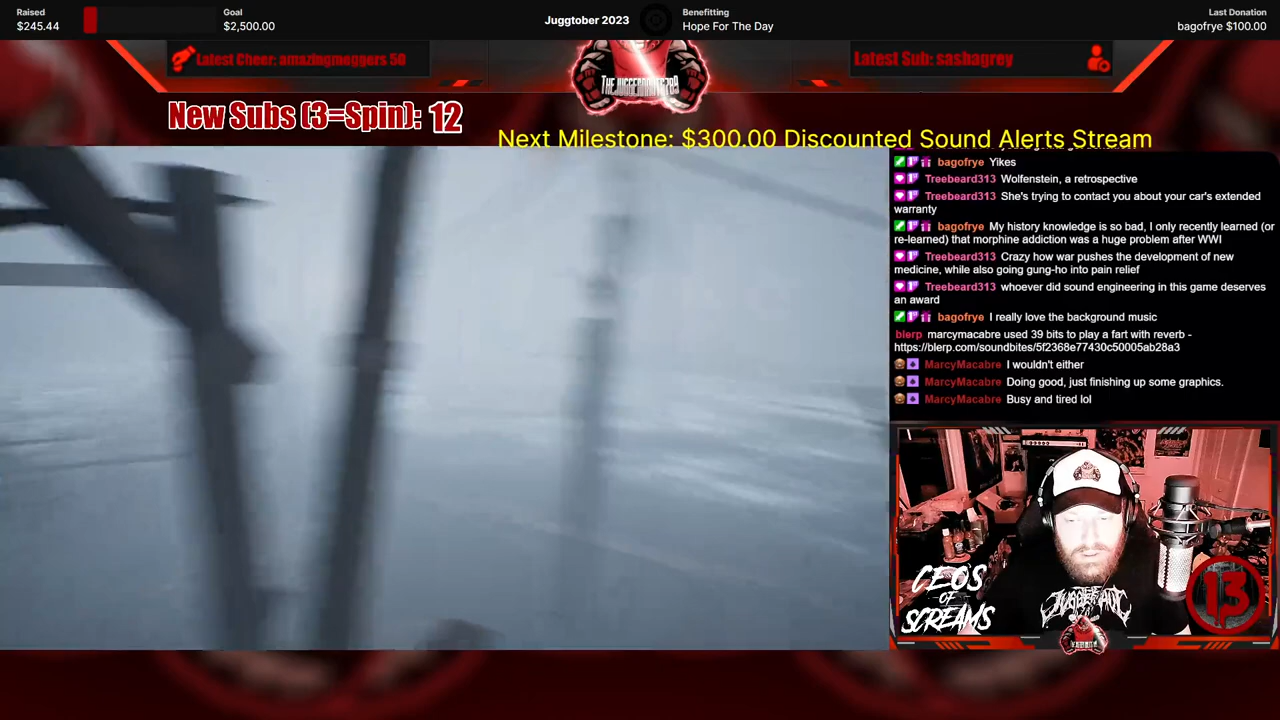 Raised
$245.44
Goal
$2,500.00
Juggtober 2023
Benefitting
Hope For The Day
Last Donation
bagofrye $100.00
Latest Cheer: amazingmoggers 50
THEJUGGERNAUT6789
Latest Sub: sashagrey
New Subs (3=Spin): 12
Next Milestone: $300.00 Discounted Sound Alerts Stream
bagofrye Yikes
Treebeard313 Wolfenstein, a retrospective
Treebeard313 She's trying to contact you about your car's extended
warranty
bagofrye My history knowledge is so bad, I only recently learned (or
re-learned) that morphine addiction was a huge problem after WWI
Treebeard313 Crazy how war pushes the development of new
medicine, while also going gung-ho into pain relief
Treebeard313 whoever did sound engineering in this game deserves
an award
bagofrye I really love the background music
blerp marcymacabre used 39 bits to play a fart with reverb -
https://blerp.com/soundbites/5f2368e77430c50005ab28a3
MarcyMacabre I wouldn't either
MarcyMacabre Doing good, just finishing up some graphics.
MarcyMacabre Busy and tired lol
CEOS
OF
SCREAMS
13